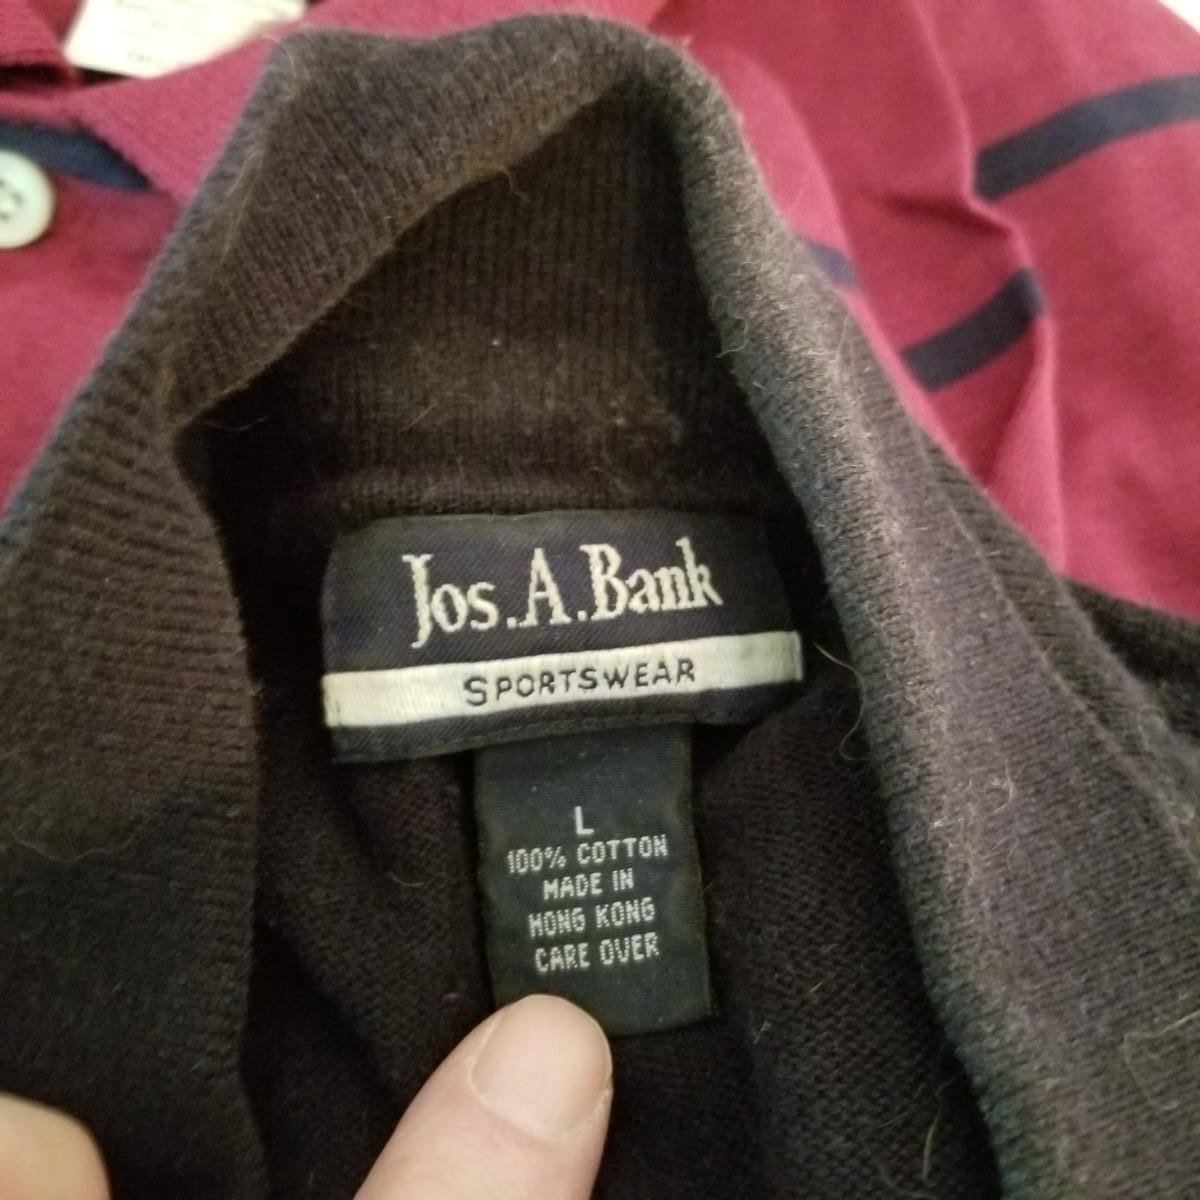 Jos.A.Bank
SPORTSWEAR
L
100% COTTON
MADE IN
HONG KONG
CARE OVER